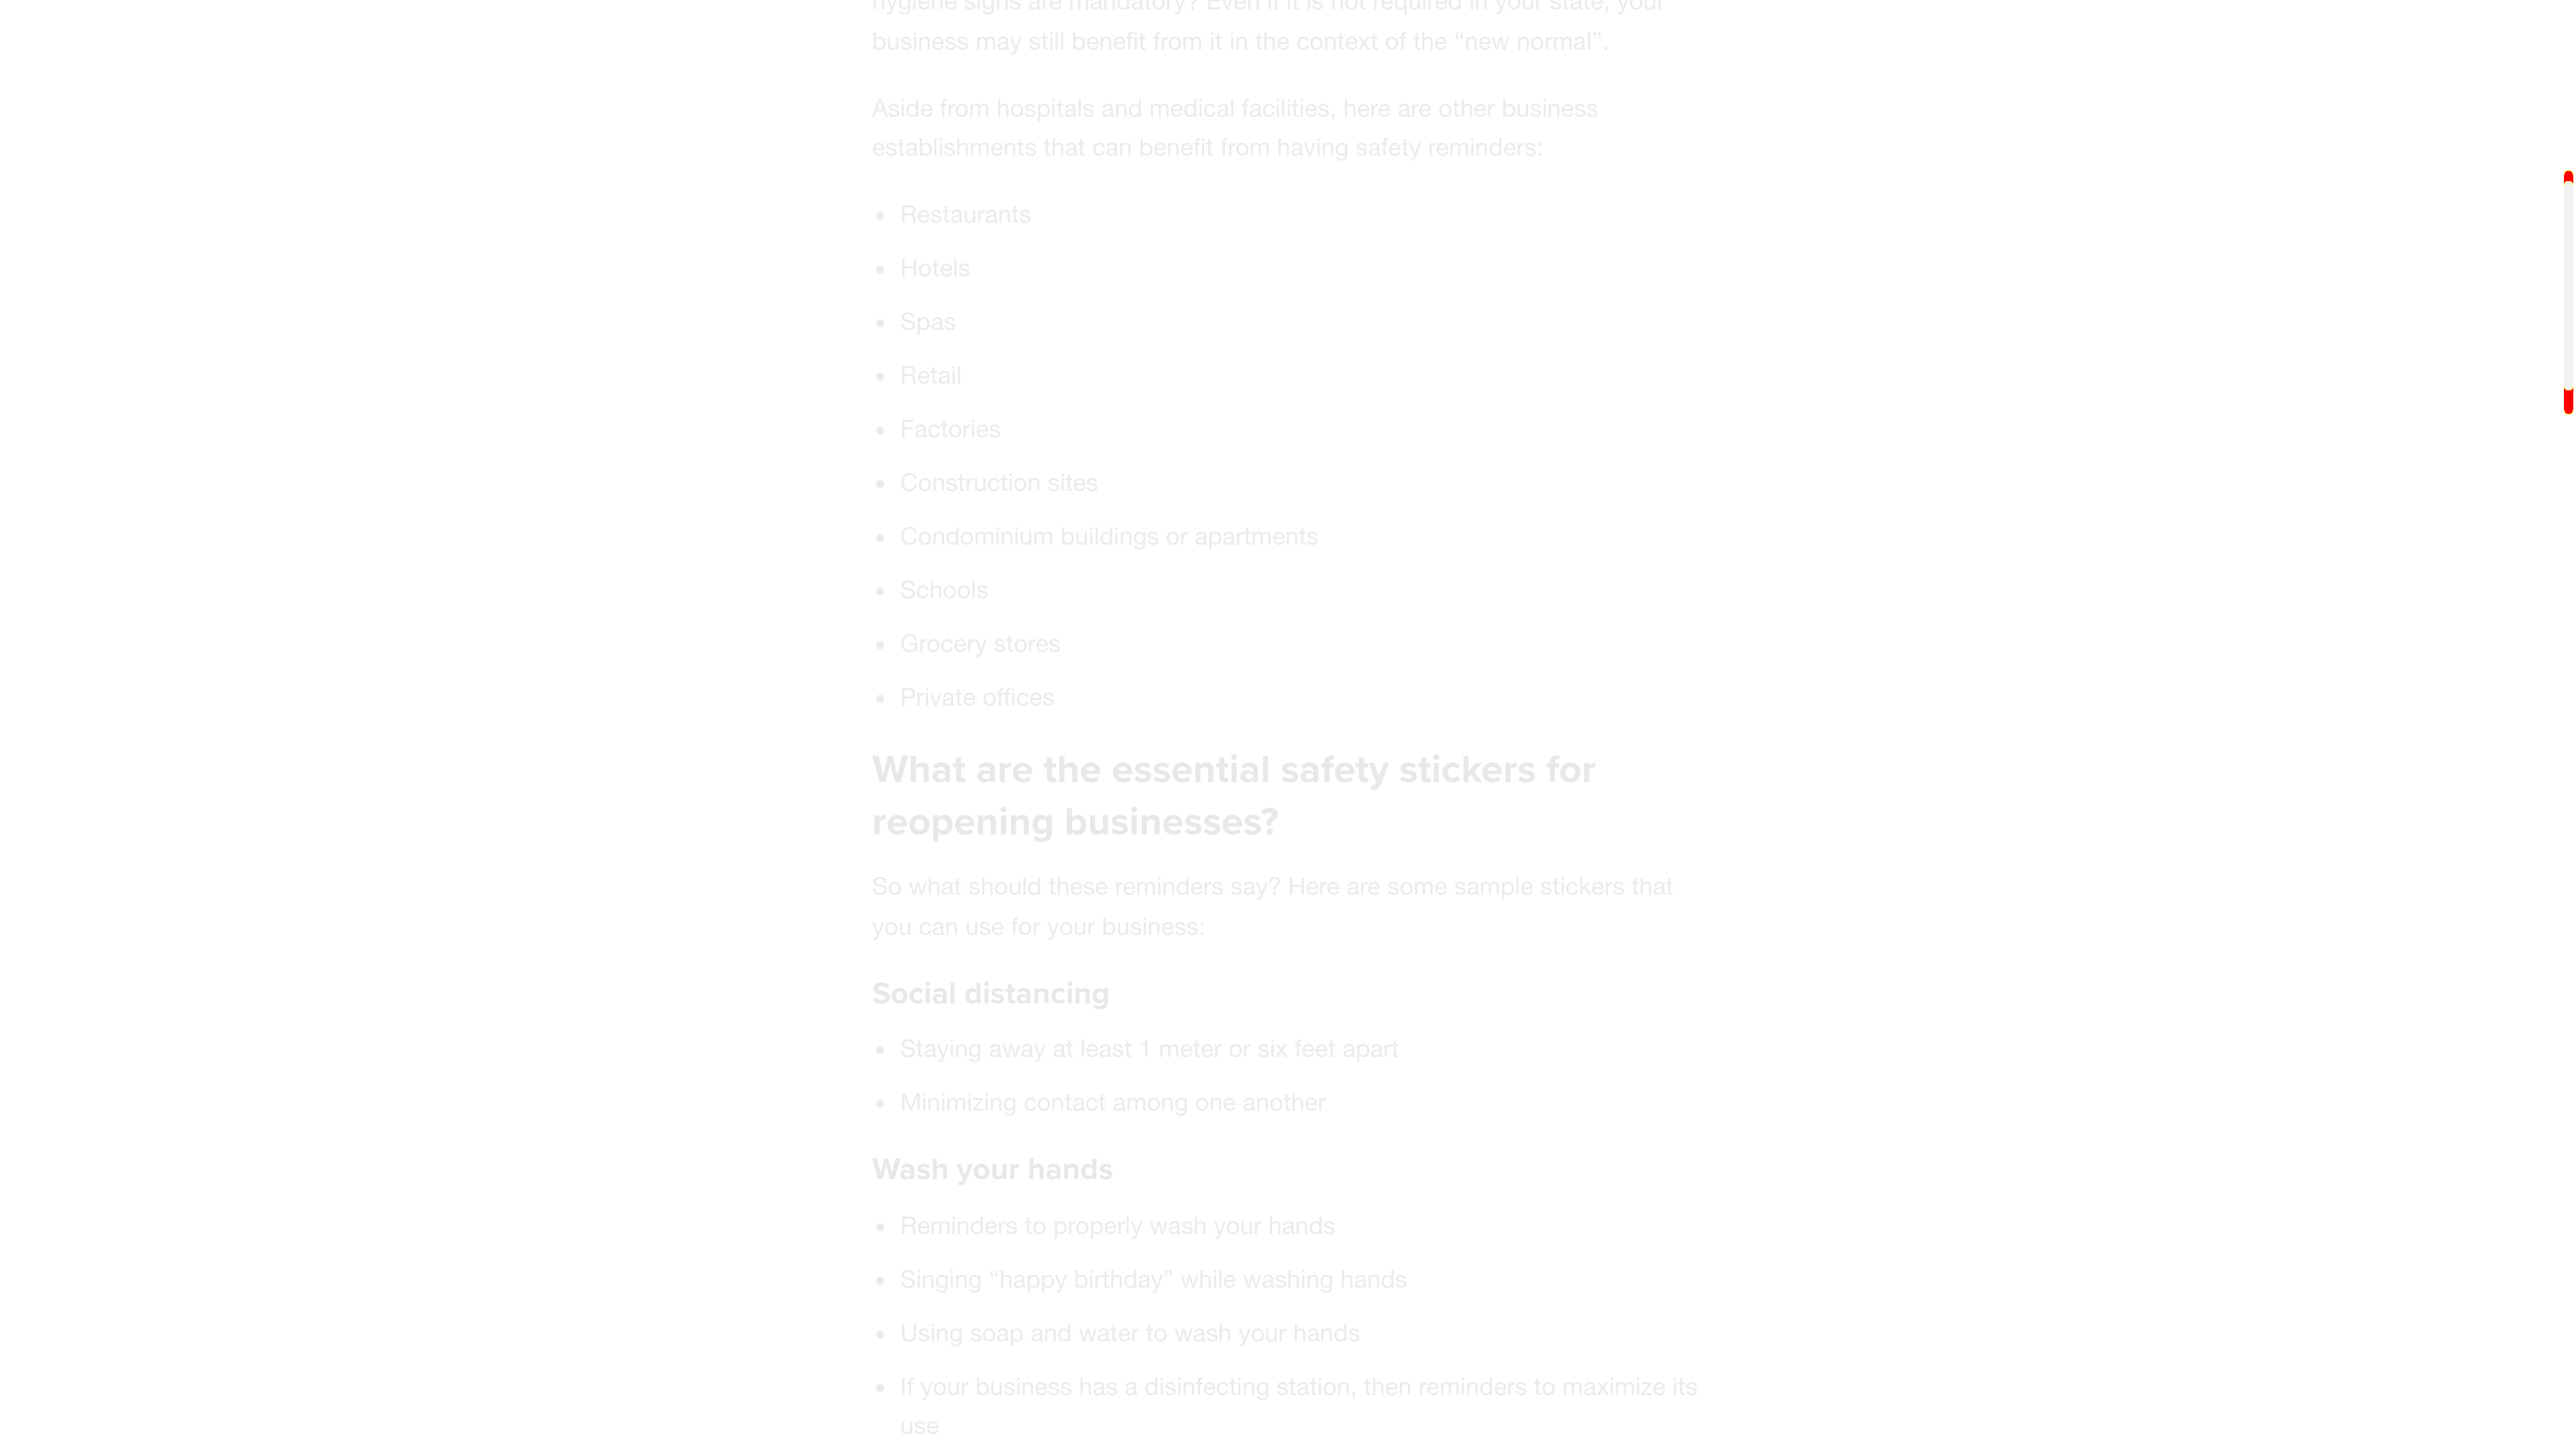 hygiene signs are mandatory? Even if it is not required in your state, your
business may still benefit from it in the context of the “new normal”.
Aside from hospitals and medical facilities, here are other business
establishments that can benefit from having safety reminders:
• Restaurants
• Hotels
• Spas
• Retail
• Factories
• Construction sites
• Condominium buildings or apartments
• Schools
• Grocery stores
• Private offices
What are the essential safety stickers for
reopening businesses?
So what should these reminders say? Here are some sample stickers that
you can use for your business:
Social distancing
• Staying away at least 1 meter or six feet apart
• Minimizing contact among one another
Wash your hands
• Reminders to properly wash your hands
• Singing “happy birthday” while washing hands
• Using soap and water to wash your hands
• If your business has a disinfecting station, then reminders to maximize its
use